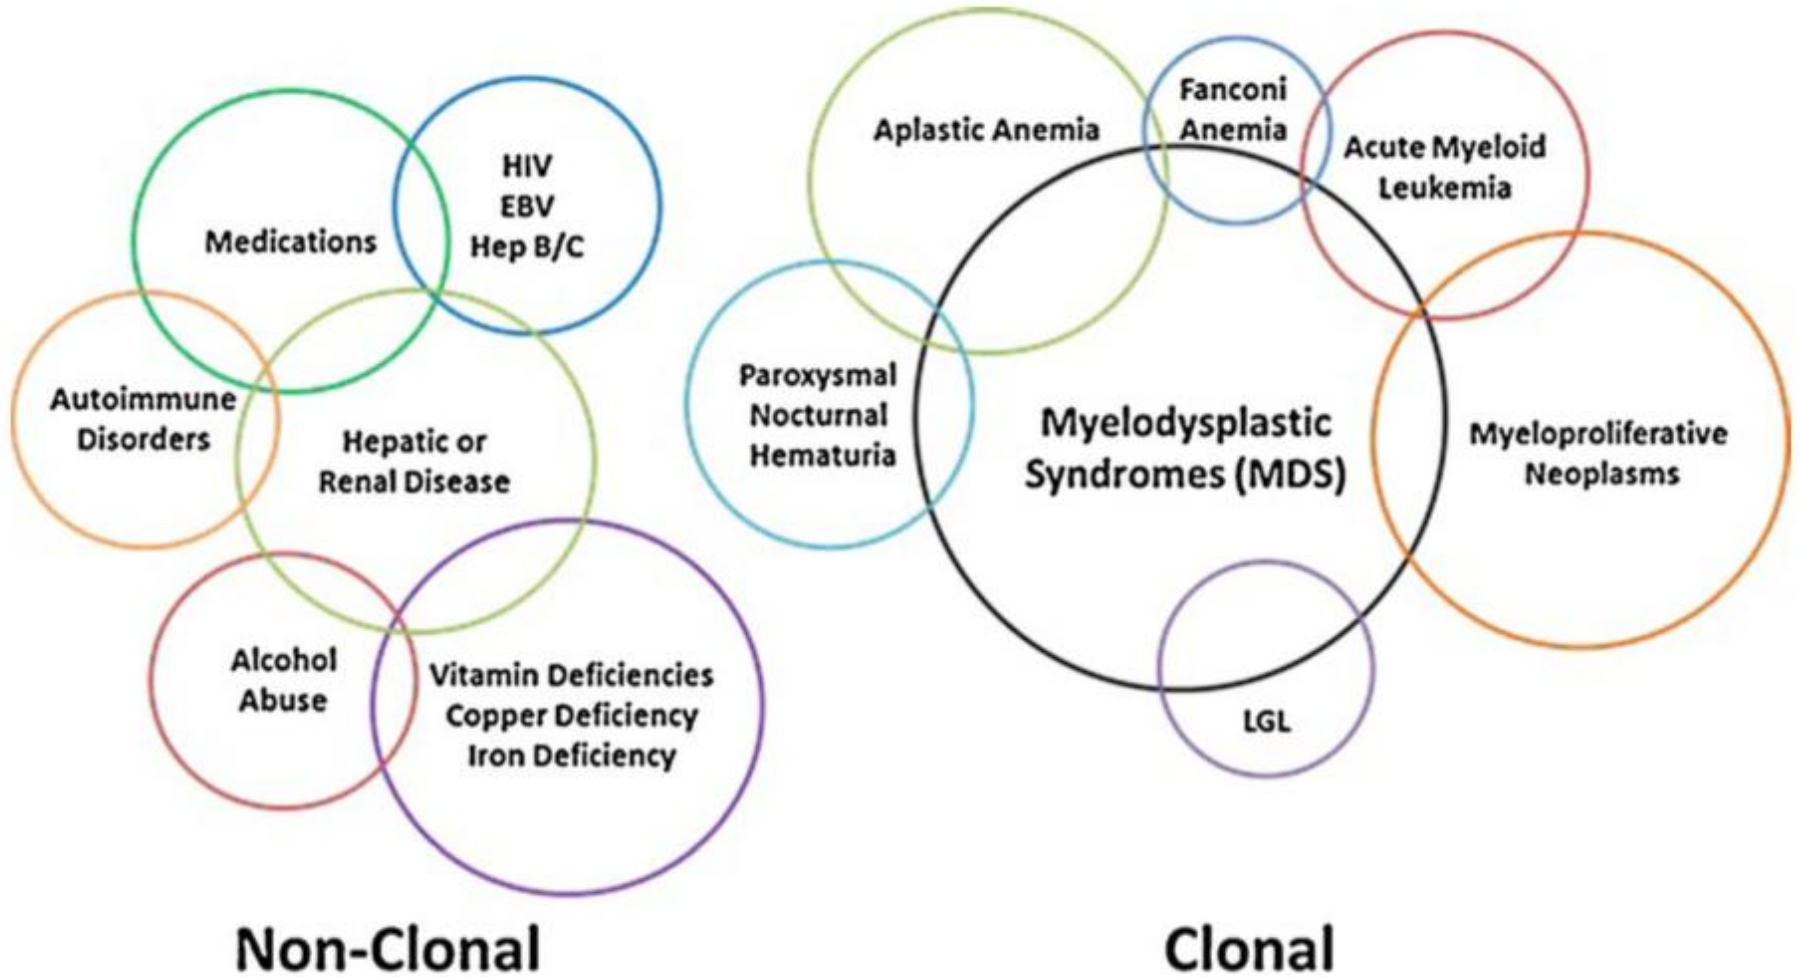 Medications
HIV
EBV
Hep B/C
Autoimmune
Disorders
Hepatic or
Renal Disease
Alcohol
Abuse
Vitamin Deficiencies
Copper Deficiency
Iron Deficiency
Non-Clonal
Aplastic Anemia
Fanconi
Anemia
Acute Myeloid
Leukemia
Paroxysmal
Nocturnal
Hematuria
Myelodysplastic
Syndromes (MDS)
Myeloproliferative
Neoplasms
LGL
Clonal